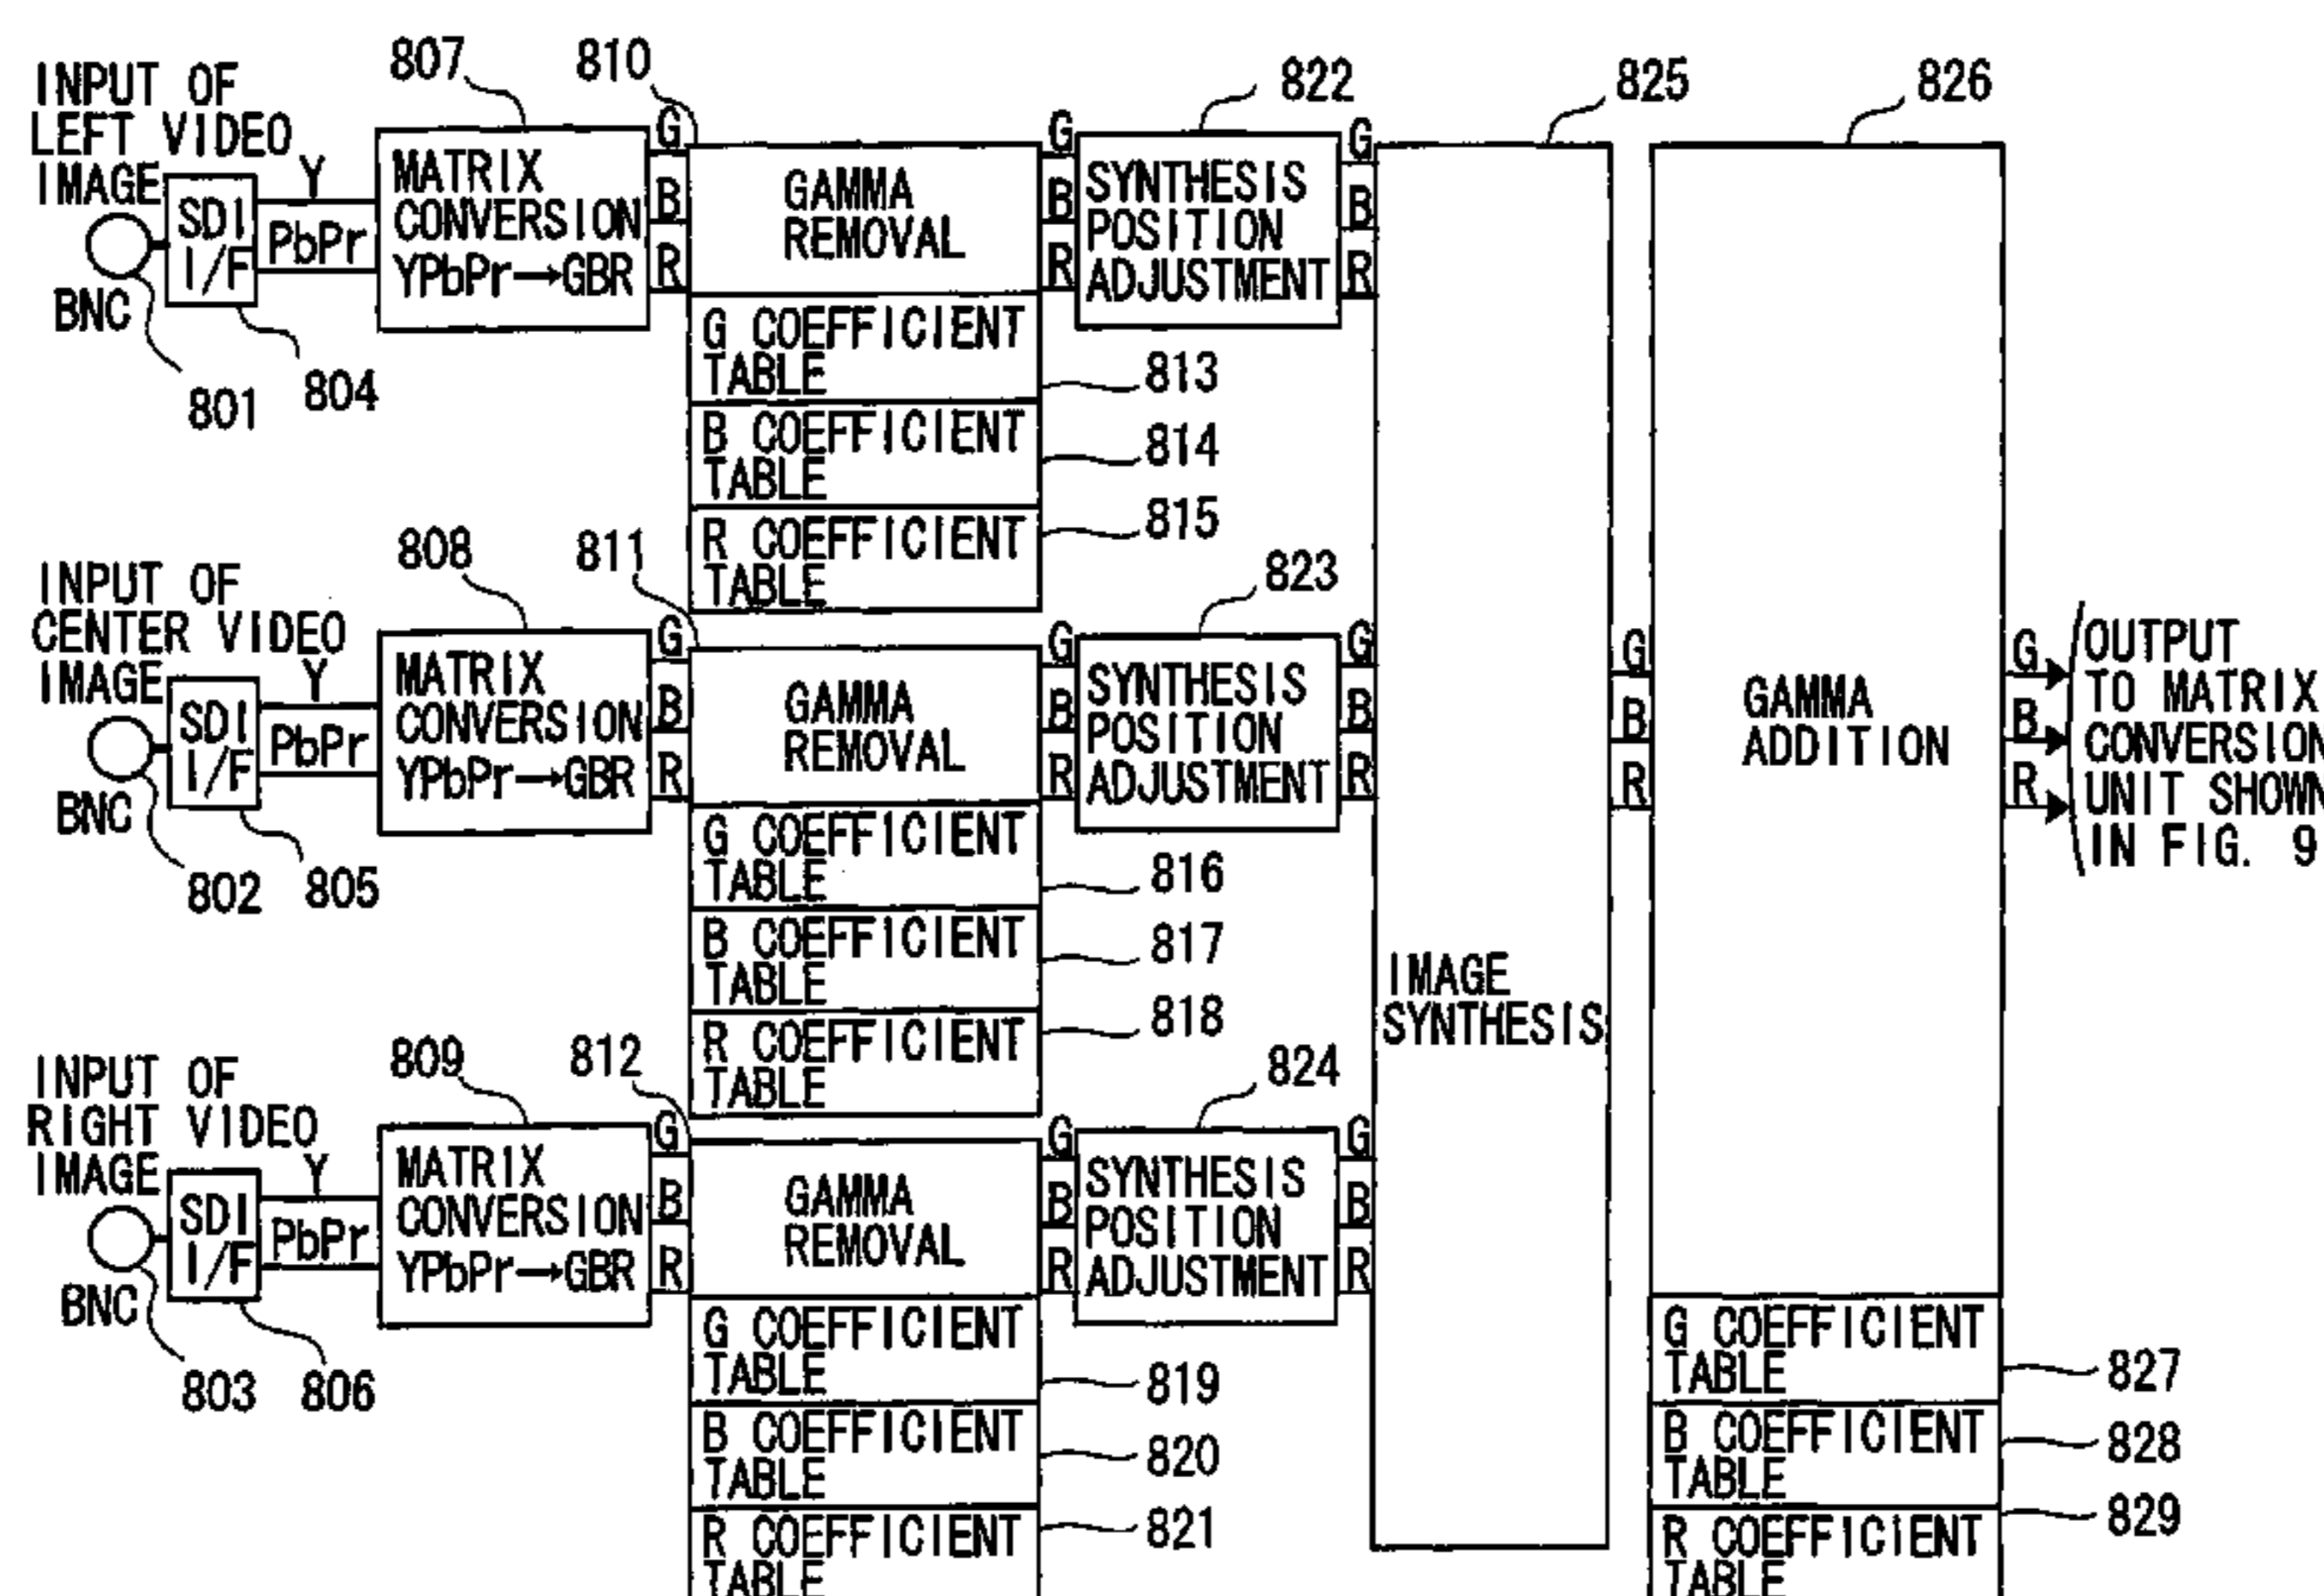 807
810
822
825
826
INPUT OF
LEFT VIDEO
IMAGE
BNC
801
SDI
I/F
804
Y
PbPr
MATRIX
CONVERSION
YPbPr→GBR
G
B
R
GAMMA
REMOVAL
G COEFFICIENT
TABLE
813
B COEFFICIENT
TABLE
814
R COEFFICIENT
TABLE
815
G
B
R
SYNTHESIS
POSITION
ADJUSTMENT
G
B
R
808
811
823
INPUT OF
CENTER VIDEO
IMAGE
BNC
802
SDI
I/F
805
Y
PbPr
MATRIX
CONVERSION
YPbPr→GBR
G
B
R
GAMMA
REMOVAL
G COEFFICIENT
TABLE
816
B COEFFICIENT
TABLE
817
R COEFFICIENT
TABLE
818
G
B
R
SYNTHESIS
POSITION
ADJUSTMENT
G
B
R
809
812
824
INPUT OF
RIGHT VIDEO
IMAGE
BNC
803
SDI
I/F
806
Y
PbPr
MATRIX
CONVERSION
YPbPr→GBR
G
B
R
GAMMA
REMOVAL
G COEFFICIENT
TABLE
819
B COEFFICIENT
TABLE
820
R COEFFICIENT
TABLE
821
G
B
R
SYNTHESIS
POSITION
ADJUSTMENT
G
B
R
IMAGE
SYNTHESIS
G
B
R
GAMMA
ADDITION
G COEFFICIENT
TABLE
827
B COEFFICIENT
TABLE
828
R COEFFICIENT
TABLE
829
G
B
R
OUTPUT
TO MATRIX
CONVERSION
UNIT SHOWN
IN FIG. 9